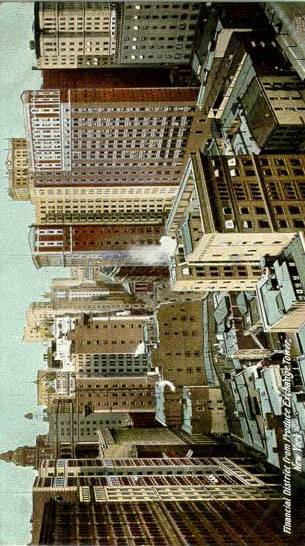 Financial District from Produce Exchange Tower,
New York